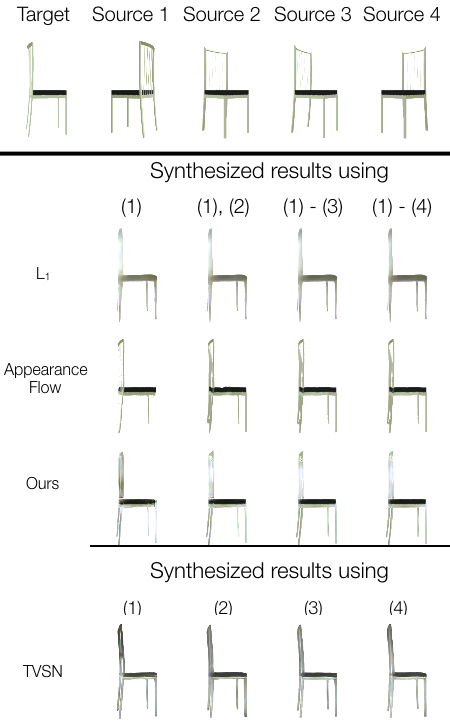 Target Source 1 Source 2 Source 3 Source 4
Synthesized results using
(1) (1), (2) (1) - (3) (1) - (4)
L₁
Appearance
Flow
Ours
Synthesized results using
(1) (2) (3) (4)
TVSN